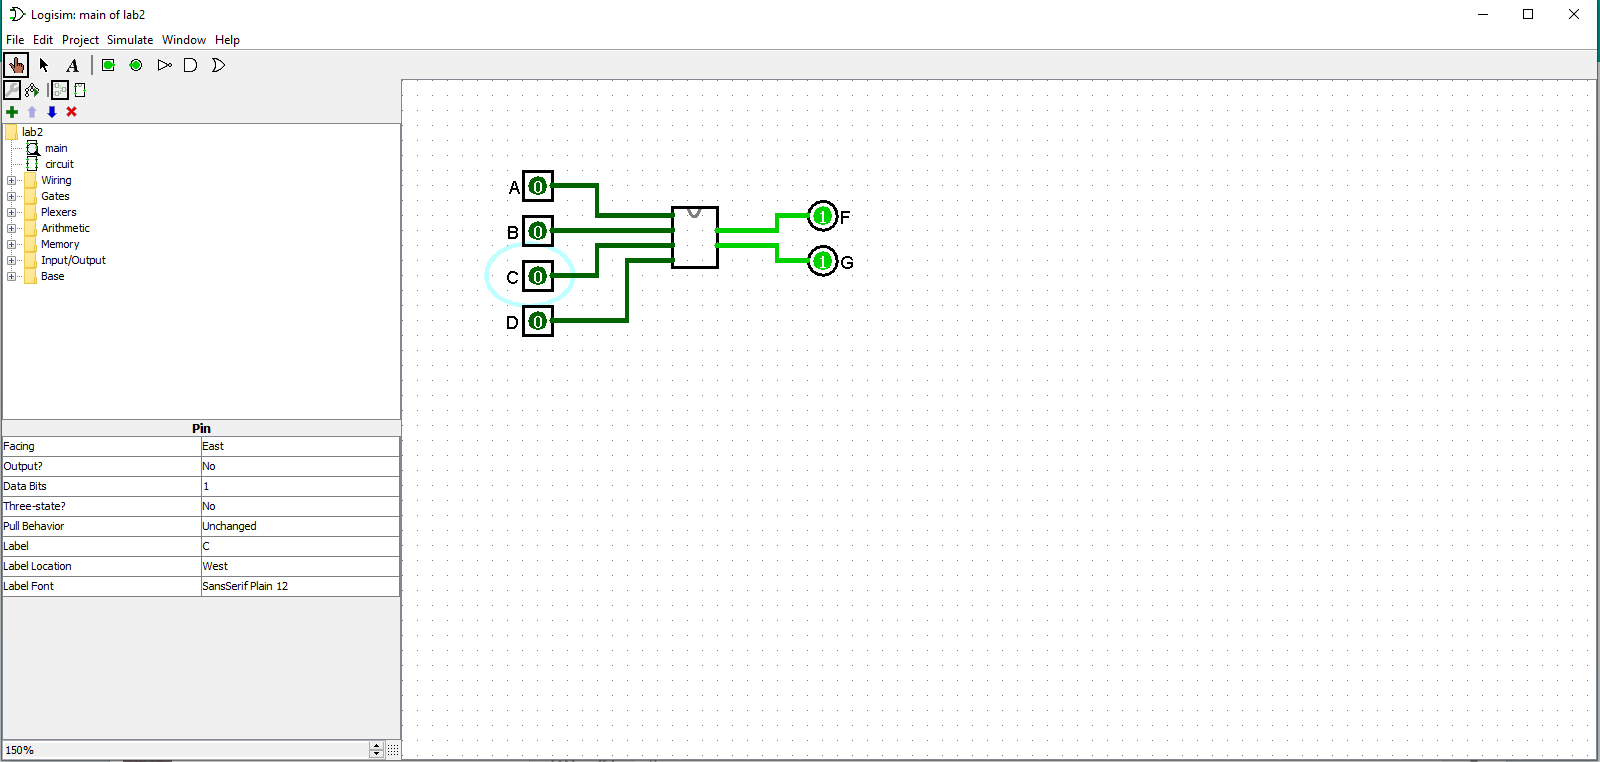 Logisim: main of lab2
File Edit Project Simulate Window Help
A
lab2
main
circuit
Wiring
Gates
Plexers
Arithmetic
Memory
Input/Output
Base
Pin
Facing East
Output? No
Data Bits 1
Three-state? No
Pull Behavior Unchanged
Label C
Label Location West
Label Font SansSerif Plain 12
150%
A 0
B 0
C 0
D 0
1 F
1 G